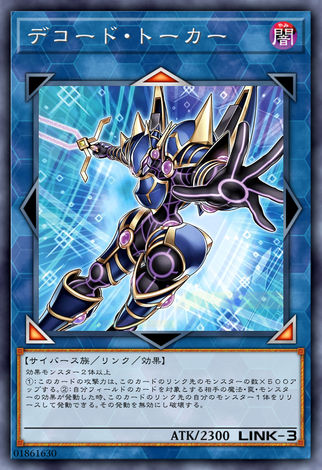 デコード・トーカー
やみ
闇
【サイバース族／リンク／効果】
効果モンスター２体以上
①：このカードの攻撃力は、このカードのリンク先のモンスターの数×５００アップする。②：自分フィールドのカードを対象とする相手の魔法・罠・モンスターの効果が発動した時、このカードのリンク先の自分のモンスター１体をリリースして発動できる。その発動を無効にし破壊する。
ATK/2300 LINK-3
01861630